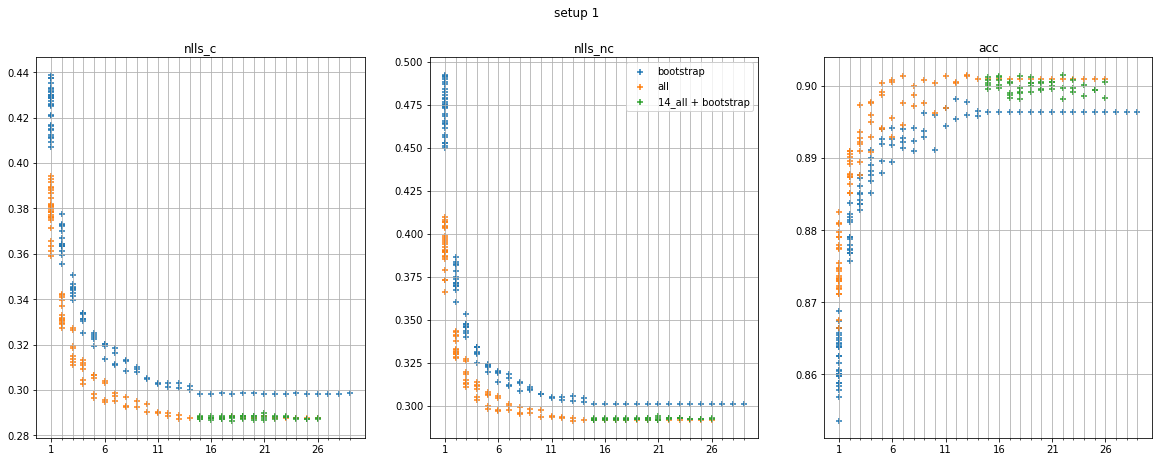 setup 1
nlls_c
0.44
0.42
0.40
0.38
0.36
0.34
0.32
0.30
0.28
1 6 11 16 21 26
nlls_nc
0.500
0.475
0.450
0.425
0.400
0.375
0.350
0.325
0.300
1 6 11 16 21 26
bootstrap
all
14_all + bootstrap
acc
0.90
0.89
0.88
0.87
0.86
1 6 11 16 21 26